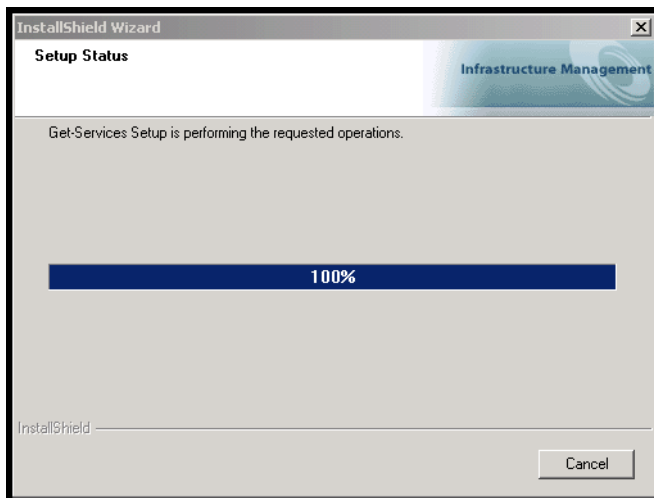 InstallShield Wizard
Setup Status
Infrastructure Management
Get-Services Setup is performing the requested operations.
100%
InstallShield
Cancel